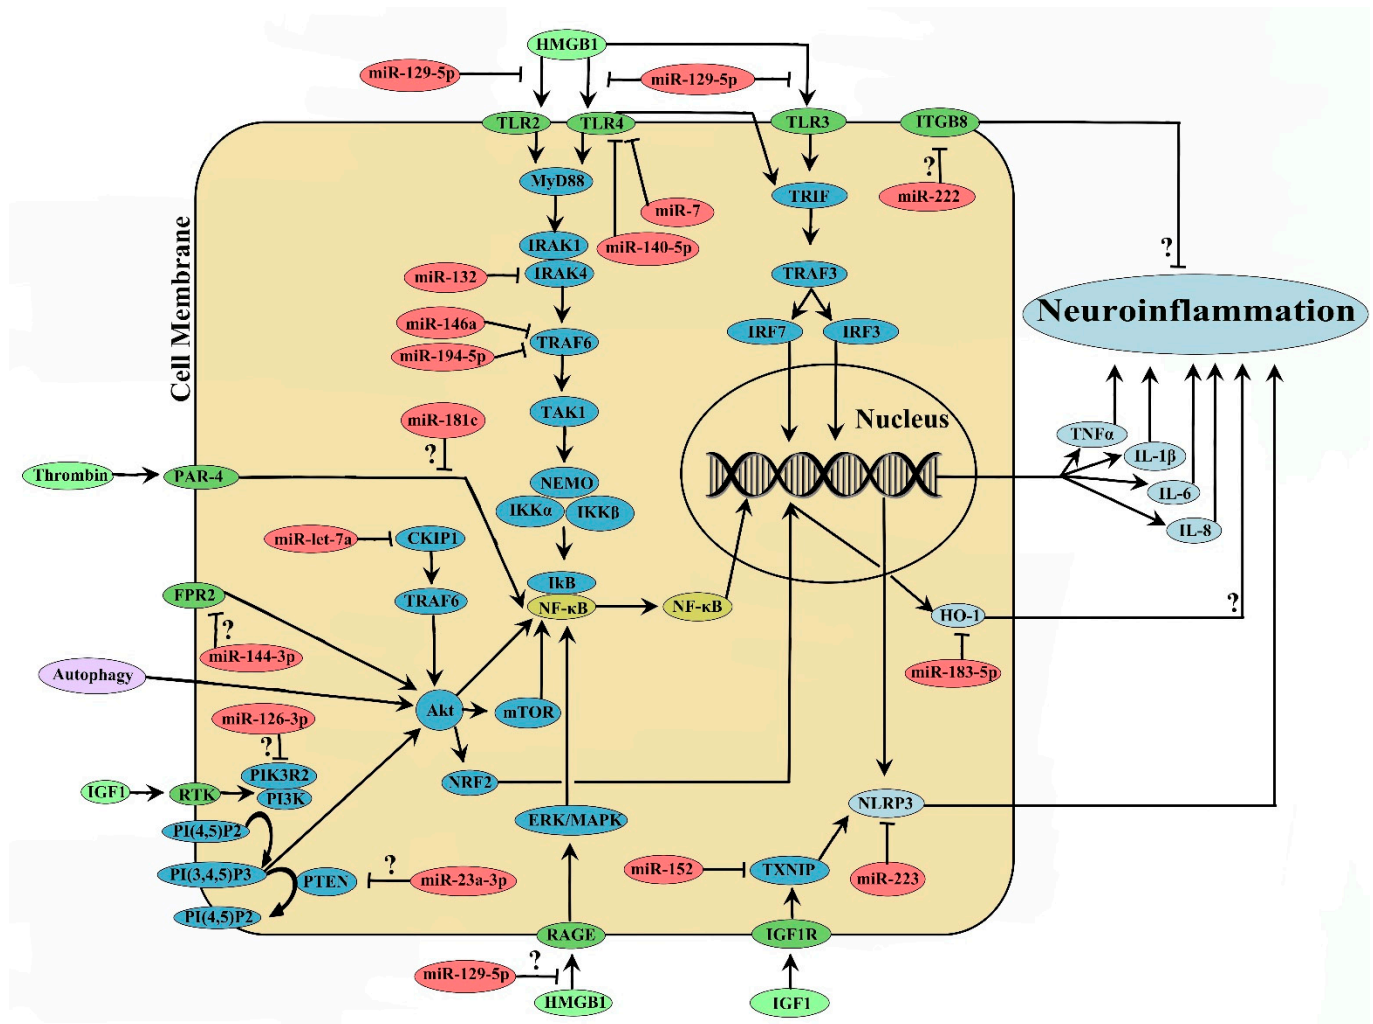 HMGB1
miR-129-5p
miR-129-5p
TLR2
TLR4
TLR3
ITGB8
?
MyD88
TRIF
miR-222
miR-7
IRAK1
miR-140-5p
?
miR-132
IRAK4
TRAF3
Neuroinflammation
miR-146a
IRF7
IRF3
miR-194-5p
TRAF6
Cell Membrane
TAK1
miR-181c
Nucleus
TNFα
?
IL-1β
Thrombin
PAR-4
NEMO
IL-6
IKKα
IKKβ
IL-8
miR-let-7a
CKIP1
IkB
FPR2
TRAF6
NF-κB
NF-κB
?
HO-1
?
miR-144-3p
Autophagy
miR-183-5p
Akt
mTOR
miR-126-3p
?
PIK3R2
NRF2
IGF1
RTK
PI3K
NLRP3
PI(4,5)P2
ERK/MAPK
?
PI(3,4,5)P3
PTEN
miR-23a-3p
miR-152
TXNIP
miR-223
PI(4,5)P2
RAGE
IGF1R
?
miR-129-5p
HMGB1
IGF1